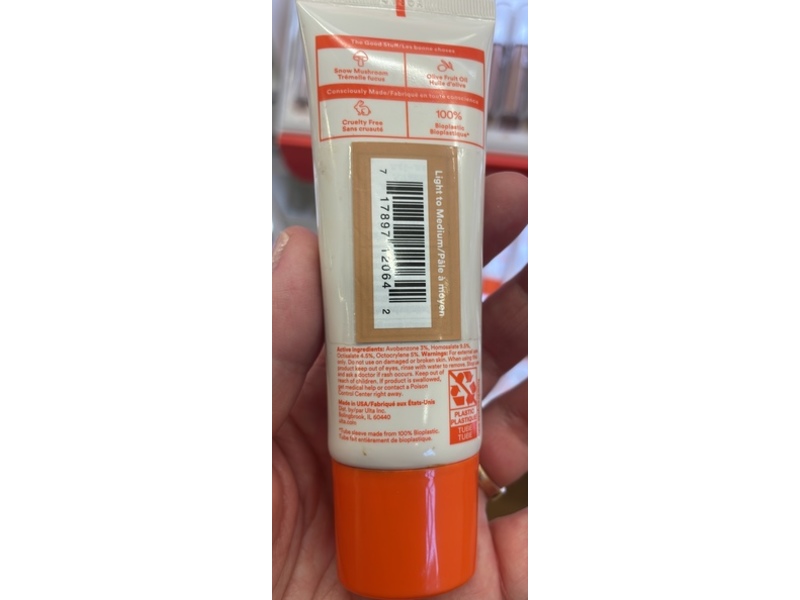 The Good Stuff/Les bonne choses
Snow Mushroom
Trémelle fucus
Olive Fruit Oil
Huile d'olive
Consciously Made/Fabriqué en toute conscience
Cruelty Free
Sans cruauté
100%
Bioplastic
Bioplastique*
Light to Medium/Pâle à moyen
7 17897 12064 2
Active Ingredients: Avobenzone 3%, Homosalate 9.5%,
Octisalate 4.5%, Octocrylene 5%. Warnings: For external use
only. Do not use on damaged or broken skin. When using this
product keep out of eyes, rinse with water to remove. Stop use
and ask a doctor if rash occurs. Keep out of
reach of children. If product is swallowed,
get medical help or contact a Poison
Control Center right away.
Made in USA/Fabriqué aux États-Unis
Dist. by/par Ulta Inc.
Bolingbrook, IL 60440
ulta.com
*Tube sleeve made from 100% Bioplastic.
Tube fait entièrement de bioplastique.
PLASTIC
PLASTIQUE
TUBE
TUBE